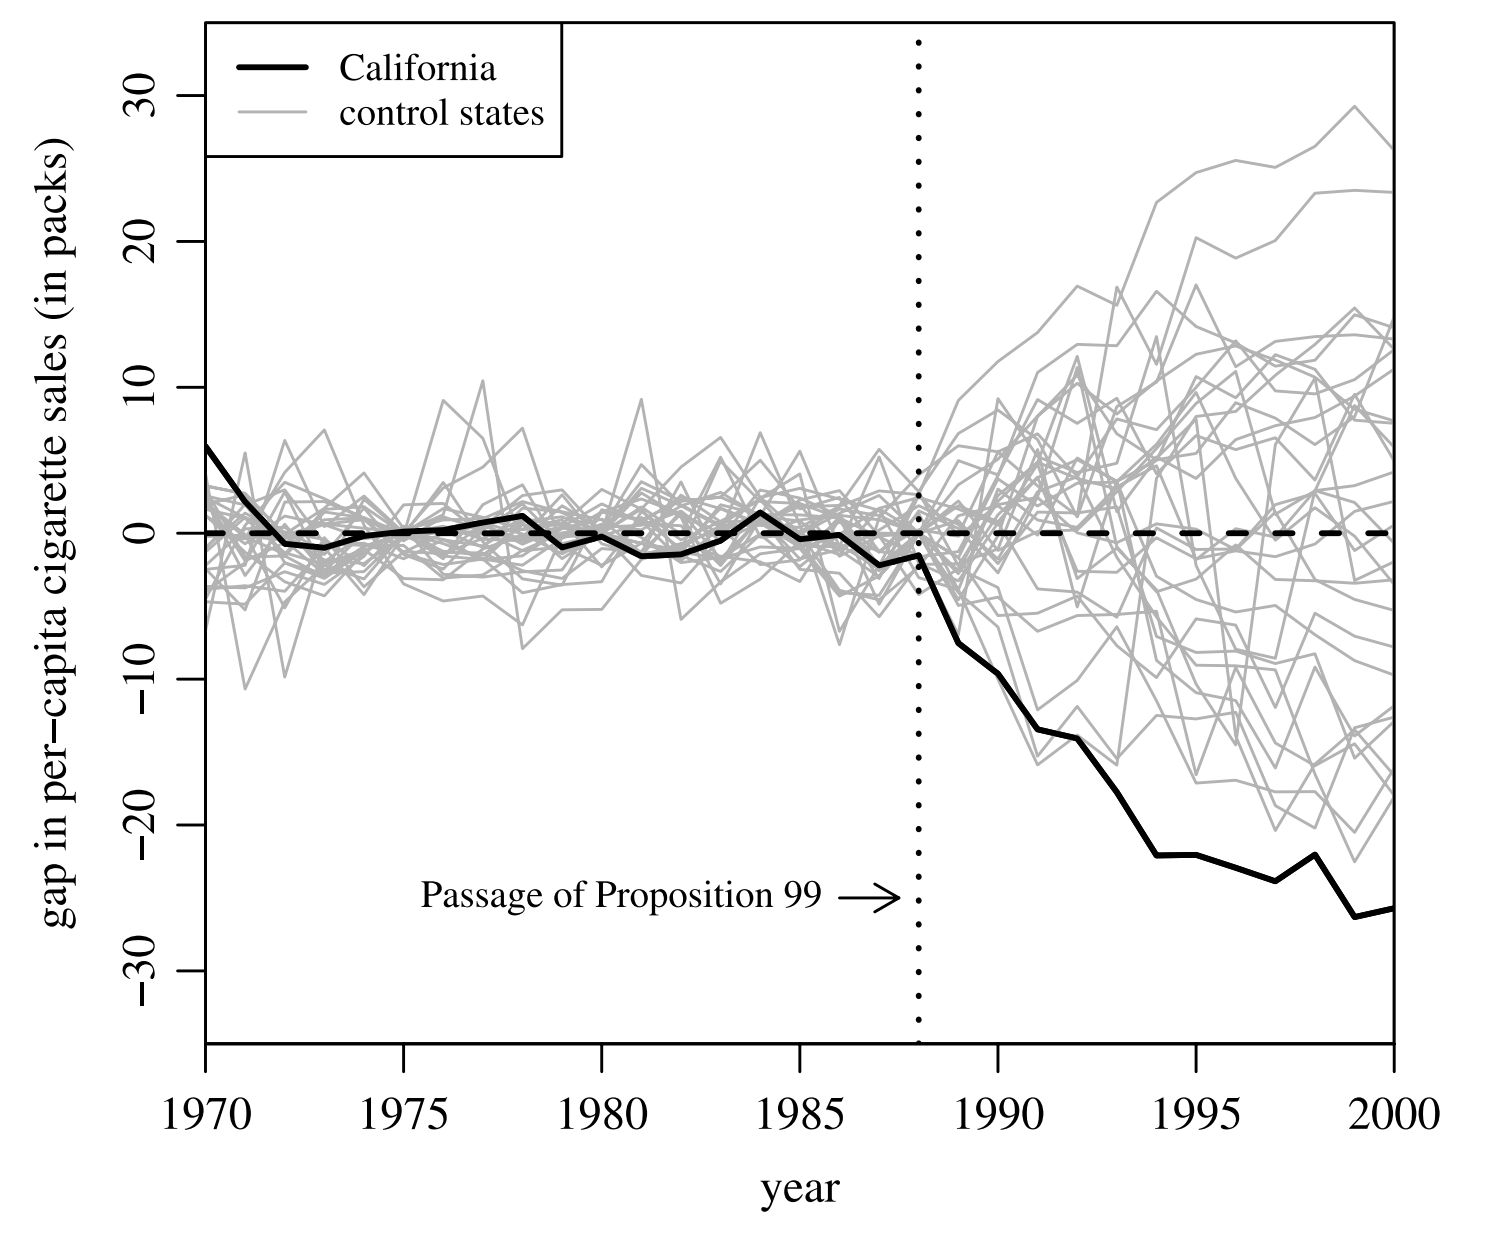 California
control states
30
20
10
0
−10
−20
−30
gap in per−capita cigarette sales (in packs)
Passage of Proposition 99
1970 1975 1980 1985 1990 1995 2000
year